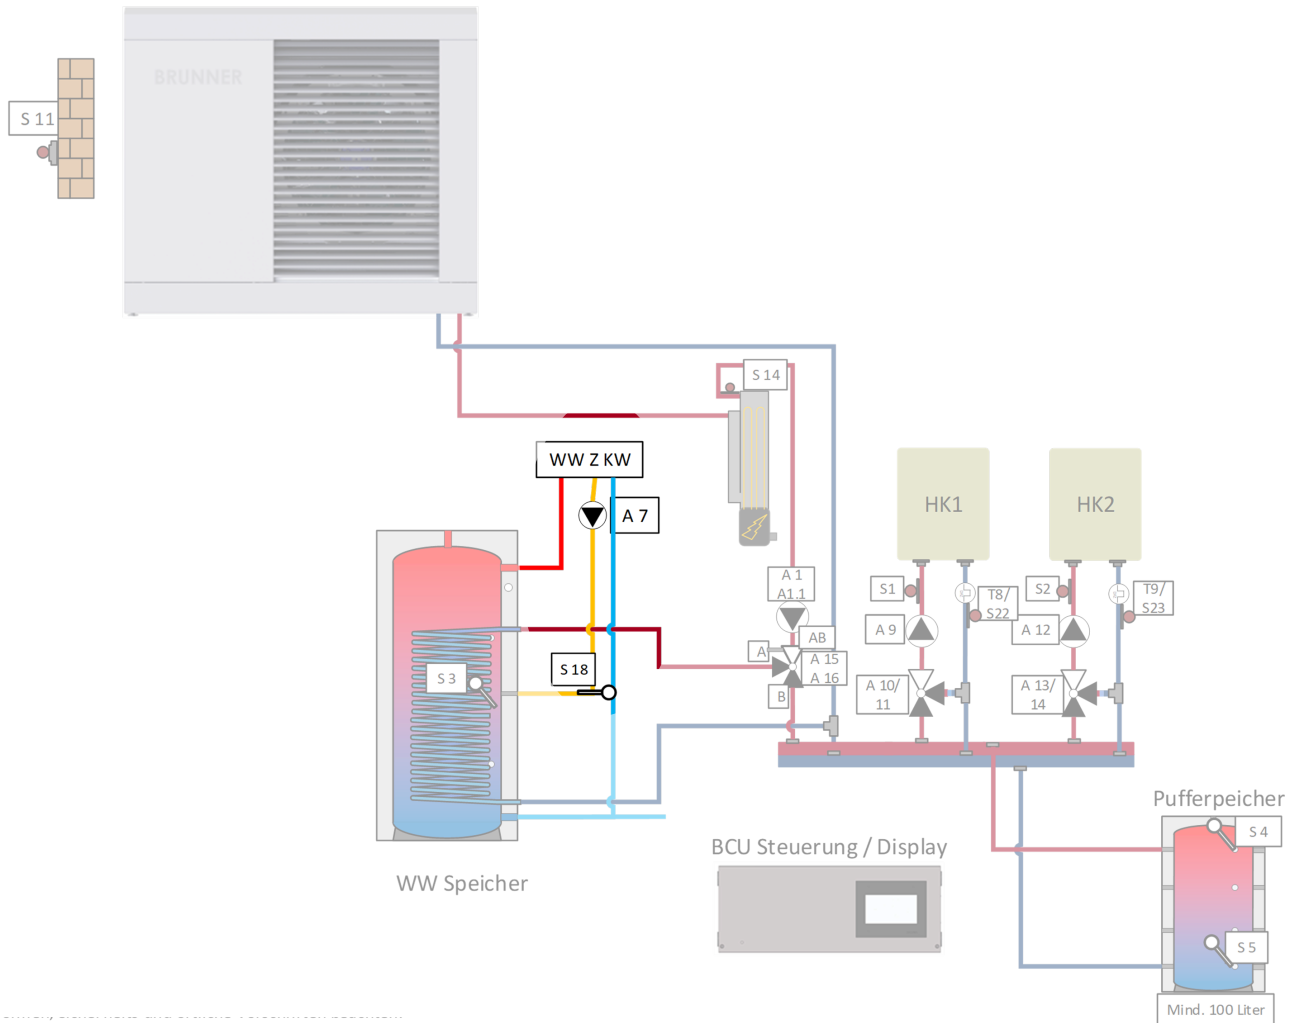 BRUNNER
S 11
S 14
WW Z KW
A 7
HK1
HK2
A 1
A1.1
S1
T8/
S22
S2
T9/
S23
A 9
A 12
AB
A
A 15
A 16
S 18
S 3
B
A 10/
11
A 13/
14
Pufferpeicher
S 4
BCU Steuerung / Display
WW Speicher
S 5
Mind. 100 Liter